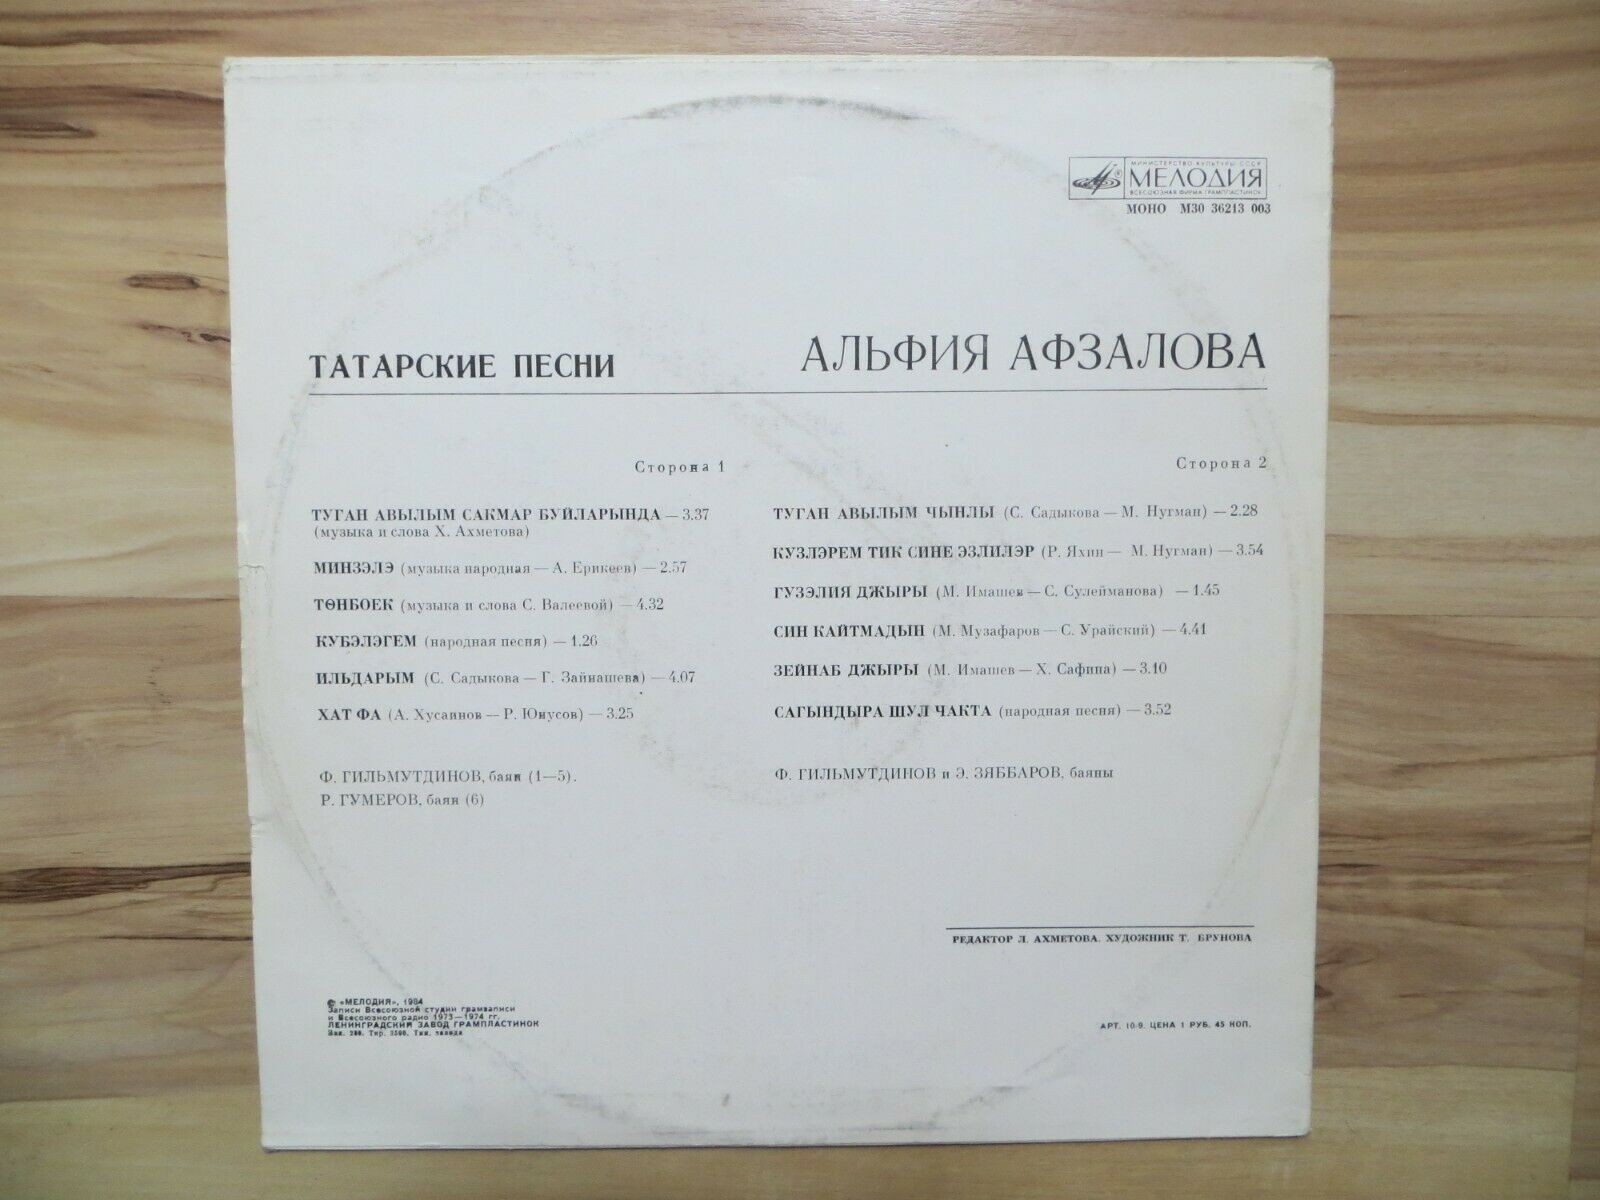 МИНИСТЕРСТВО КУЛЬТУРЫ СССР
МЕЛОДИЯ
ВСЕСОЮЗНАЯ ФИРМА ГРАМПЛАСТИНОК
МОНО М30 36213 003
ТАТАРСКИЕ ПЕСНИ
АЛЬФИЯ АФЗАЛОВА
Сторона 1
ТУГАН АВЫЛЫМ САКМАР БУЙЛАРЫНДА — 3.37
(музыка и слова Х. Ахметова)
МИНЗЭЛЭ (музыка народная — А. Ерикеев) — 2.57
ТӨНБОЕК (музыка и слова С. Валеевой) — 4.32
КУБЭЛЭГЕМ (народная песня) — 1.26
ИЛЬДАРЫМ (С. Садыкова — Г. Зайнашева) — 4.07
ХАТ ФА (А. Хусаинов — Р. Юнусов) — 3.25
Ф. ГИЛЬМУТДИНОВ, баян (1—5).
Р. ГУМЕРОВ, баян (6)
Сторона 2
ТУГАН АВЫЛЫМ ЧЫНЛЫ (С. Садыкова — М. Нугман) — 2.28
КУЗЛЭРЕМ ТИК СИНЕ ЭЗЛИЛЭР (Р. Яхин — М. Нугман) — 3.54
ГУЗЭЛИЯ ДЖЫРЫ (М. Имашев — С. Сулейманова) — 1.45
СИН КАЙТМАДЫН (М. Музафаров — С. Урайский) — 4.41
ЗЕЙНАБ ДЖЫРЫ (М. Имашев — Х. Сафина) — 3.10
САГЫНДЫРА ШУЛ ЧАКТА (народная песня) — 3.52
Ф. ГИЛЬМУТДИНОВ и Э. ЗЯББАРОВ, баяны
РЕДАКТОР Л. АХМЕТОВА. ХУДОЖНИК Т. БРУНОВА
© «МЕЛОДИЯ», 1984
Записи Всесоюзной студии грамзаписи
и Всесоюзного радио 1973—1974 гг.
ЛЕНИНГРАДСКИЙ ЗАВОД ГРАМПЛАСТИНОК
Зак. Тир. Тип. завода
АРТ. 10-9. ЦЕНА 1 РУБ. 45 КОП.